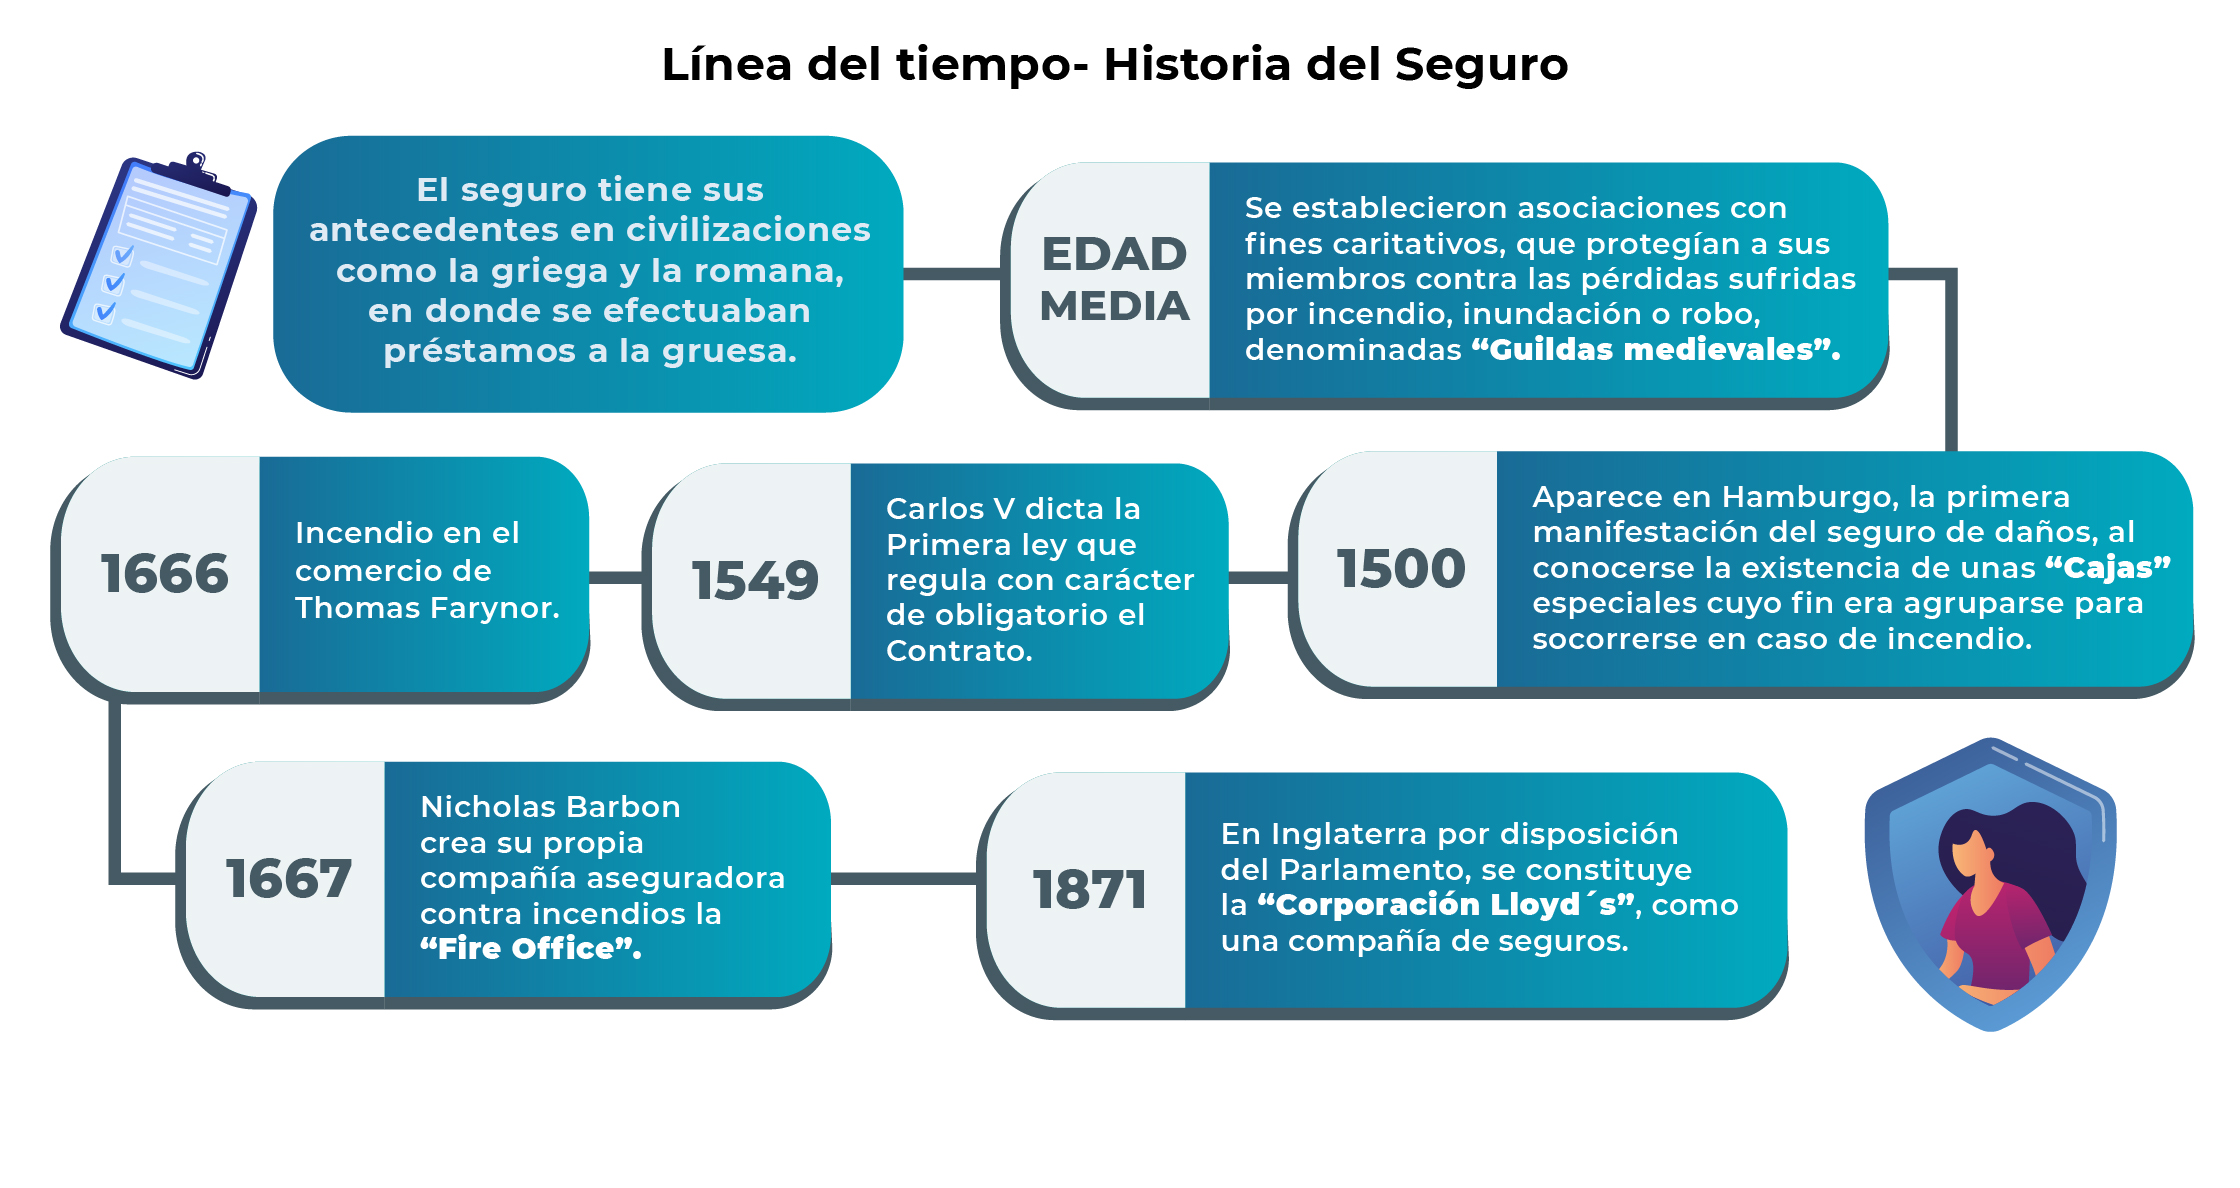 Línea del tiempo- Historia del Seguro
El seguro tiene sus
antecedentes en civilizaciones
como la griega y la romana,
en donde se efectuaban
préstamos a la gruesa.
EDAD
MEDIA
Se establecieron asociaciones con
fines caritativos, que protegían a sus
miembros contra las pérdidas sufridas
por incendio, inundación o robo,
denominadas “Guildas medievales”.
1500
Aparece en Hamburgo, la primera
manifestación del seguro de daños, al
conocerse la existencia de unas “Cajas”
especiales cuyo fin era agruparse para
socorrerse en caso de incendio.
1549
Carlos V dicta la
Primera ley que
regula con carácter
de obligatorio el
Contrato.
1666
Incendio en el
comercio de
Thomas Farynor.
1667
Nicholas Barbon
crea su propia
compañía aseguradora
contra incendios la
“Fire Office”.
1871
En Inglaterra por disposición
del Parlamento, se constituye
la “Corporación Lloyd´s”, como
una compañía de seguros.